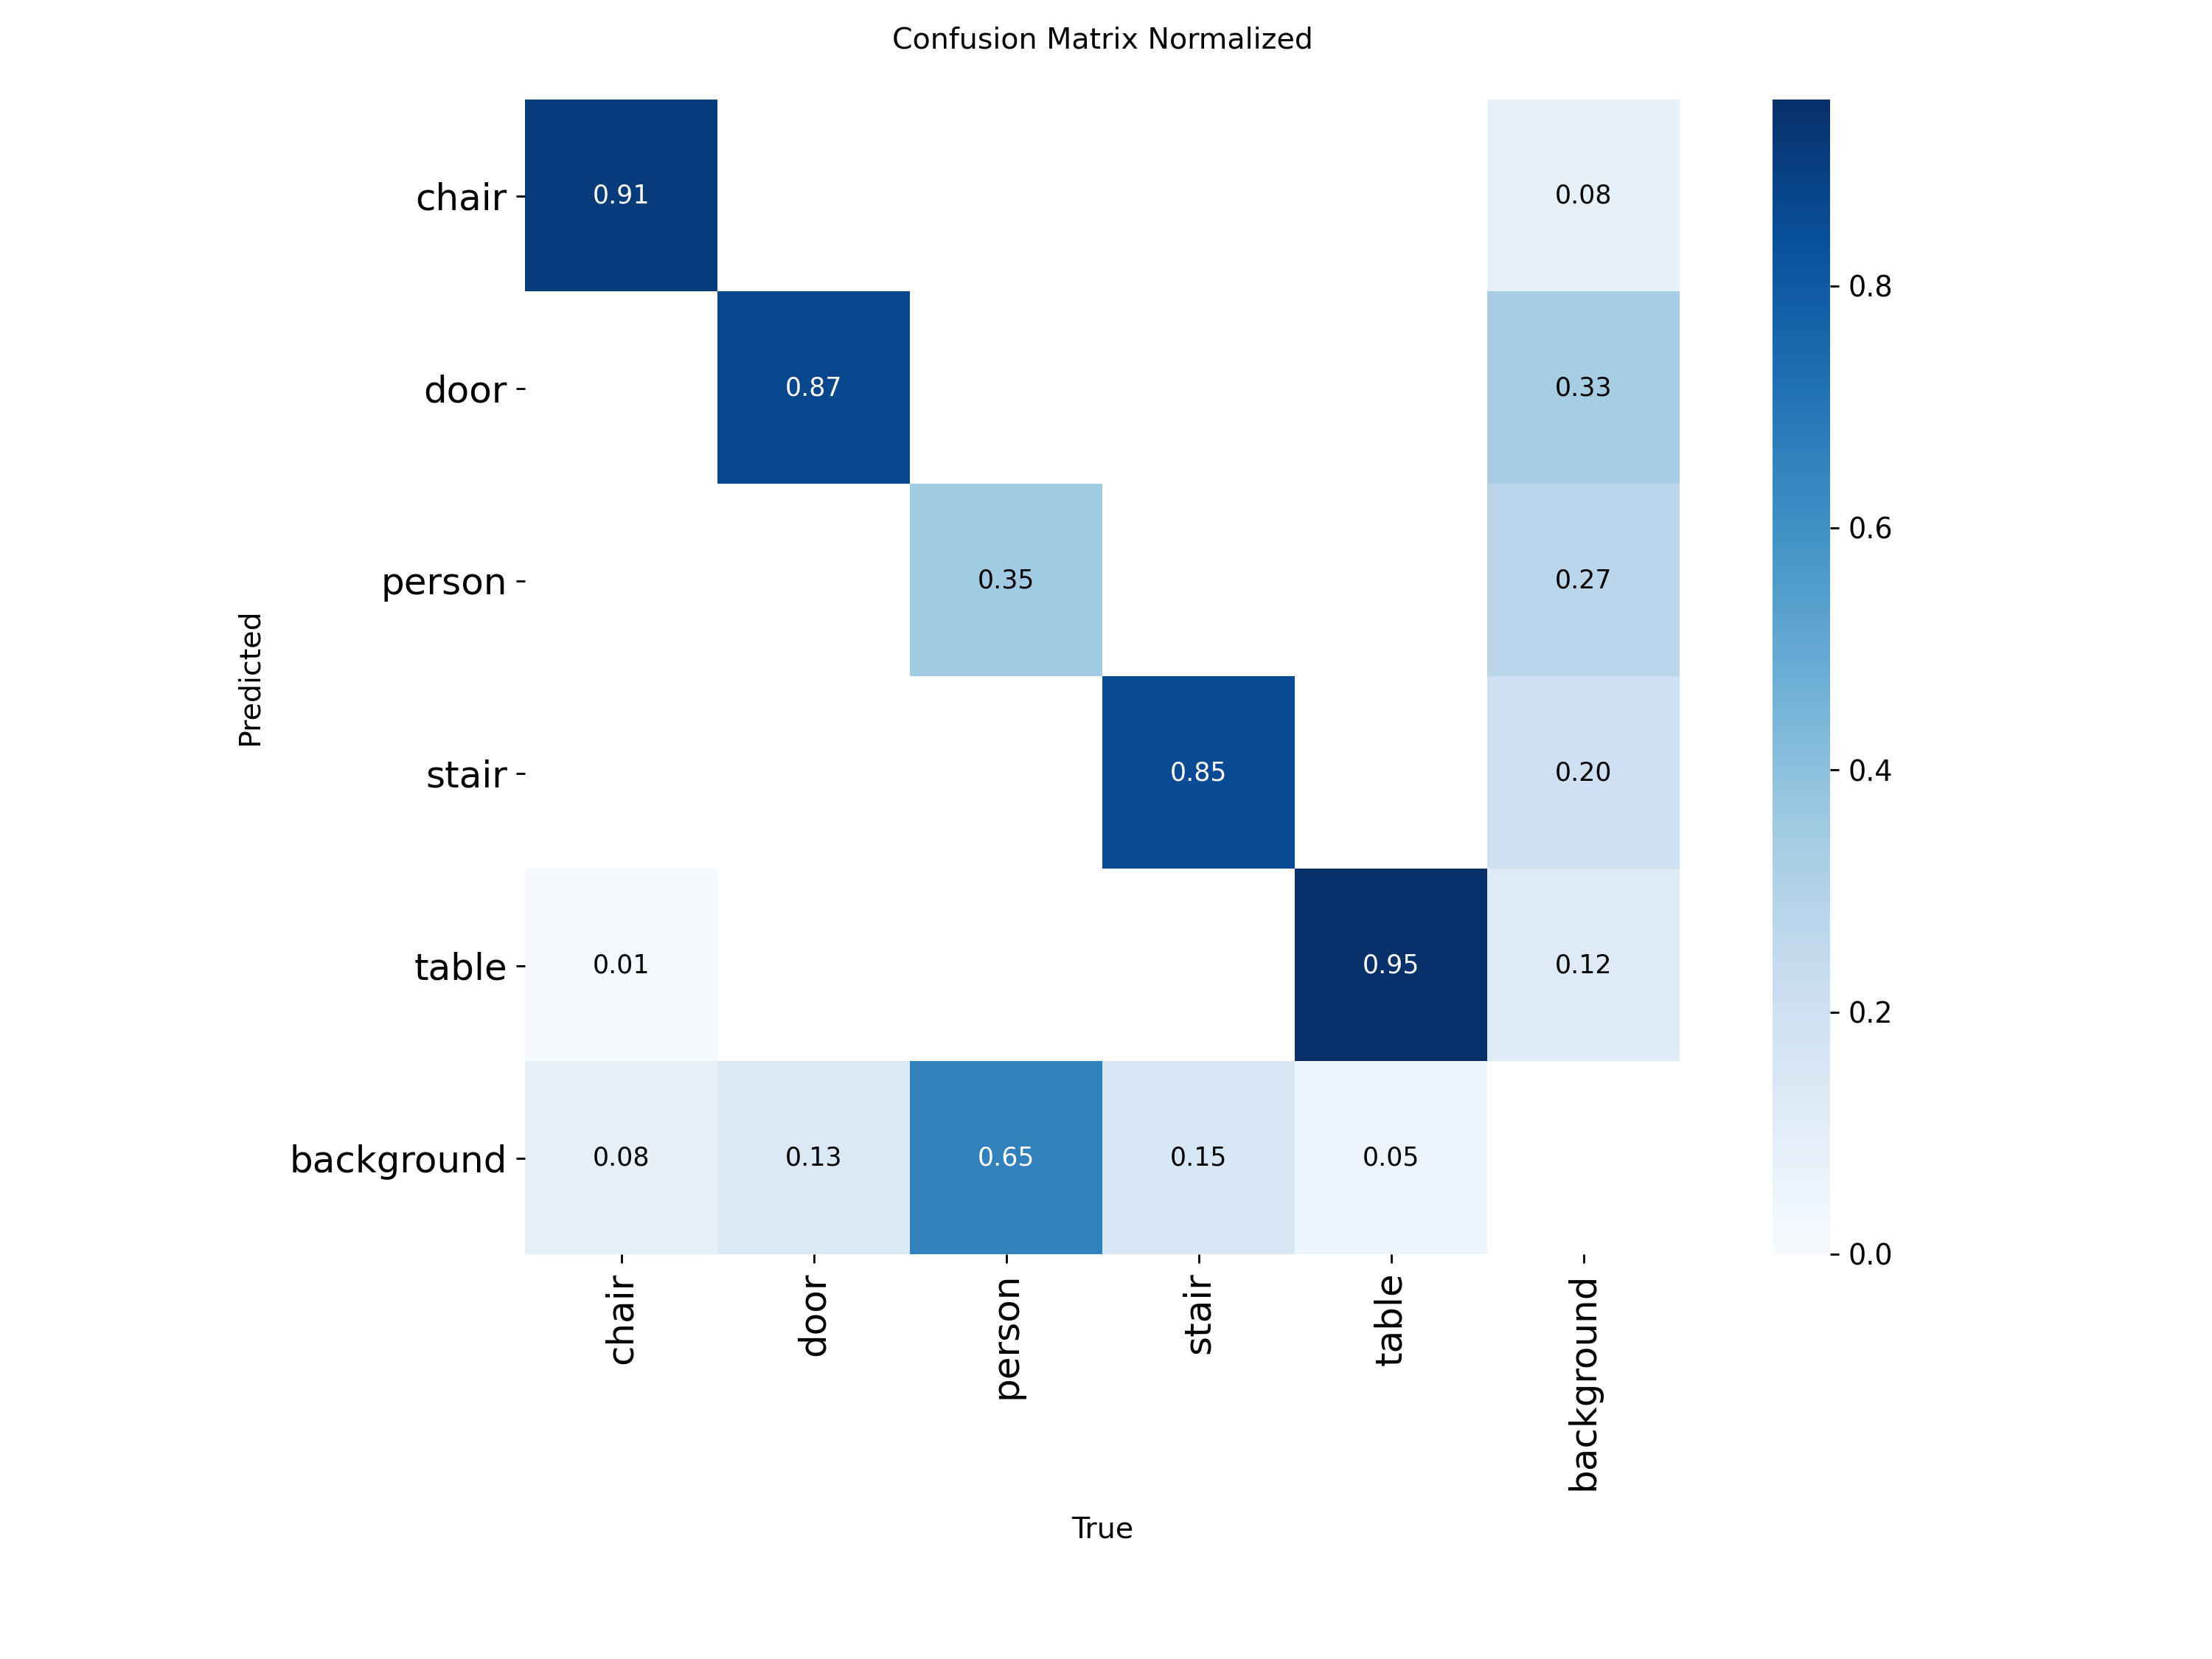 Confusion Matrix Normalized
chair 0.91 0.08
door 0.87 0.33
person 0.35 0.27
stair 0.85 0.20
table 0.01 0.95 0.12
background 0.08 0.13 0.65 0.15 0.05
Predicted
chair door person stair table background
True
0.8
0.6
0.4
0.2
0.0